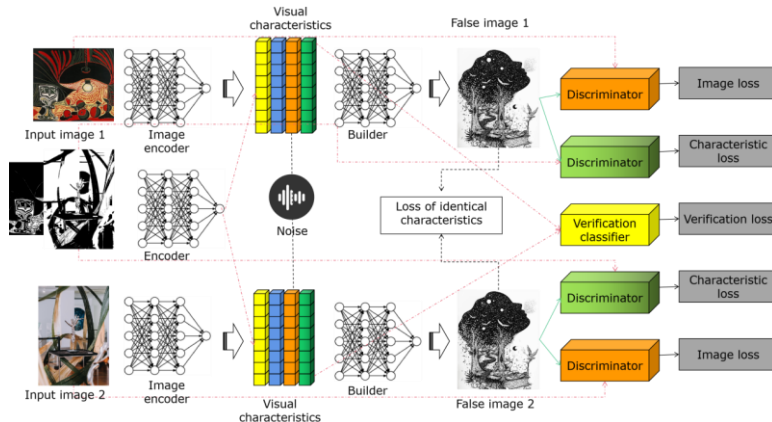 Visual
characteristics
False image 1
Discriminator
Image loss
Input image 1
Image
encoder
Builder
Discriminator
Characteristic
loss
Noise
Loss of identical
characteristics
Verification
classifier
Verification loss
Encoder
Discriminator
Characteristic
loss
Discriminator
Image loss
Input image 2
Image
encoder
Visual
characteristics
Builder
False image 2